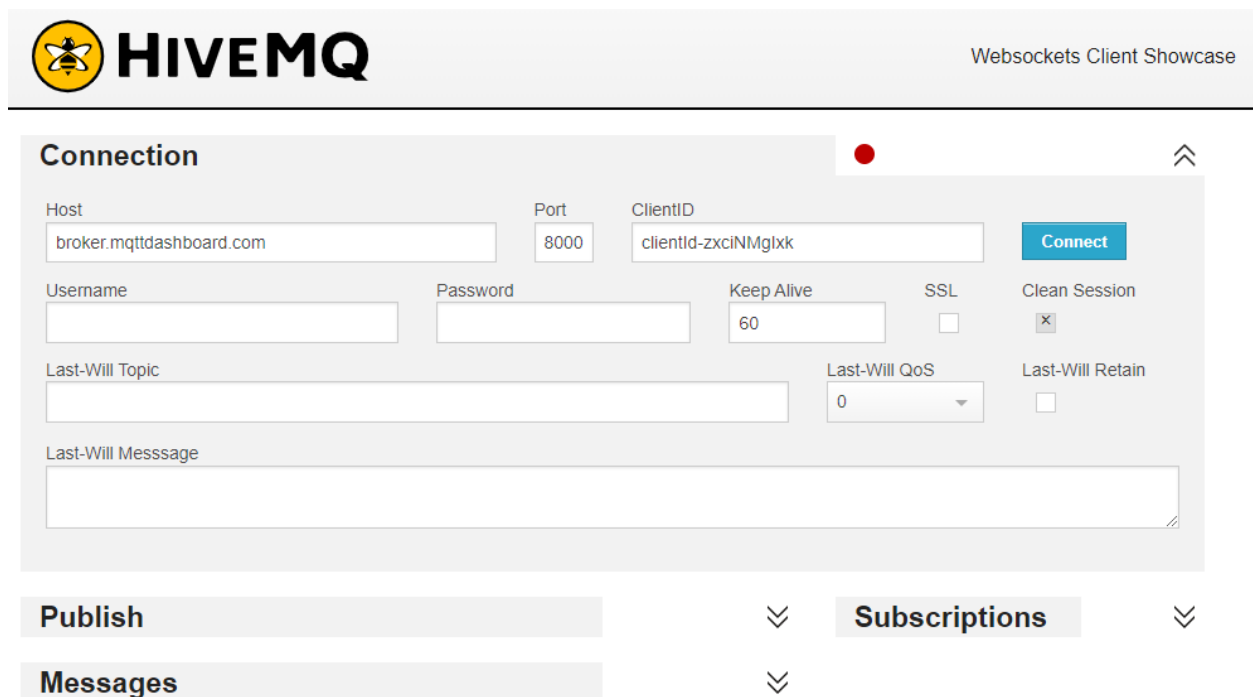 HIVEMQ
Websockets Client Showcase
Connection
Host Port ClientID
broker.mqttdashboard.com 8000 clientId-zxciNMglxk Connect
Username Password Keep Alive SSL Clean Session
60
Last-Will Topic Last-Will QoS Last-Will Retain
0
Last-Will Messsage
Publish Subscriptions
Messages